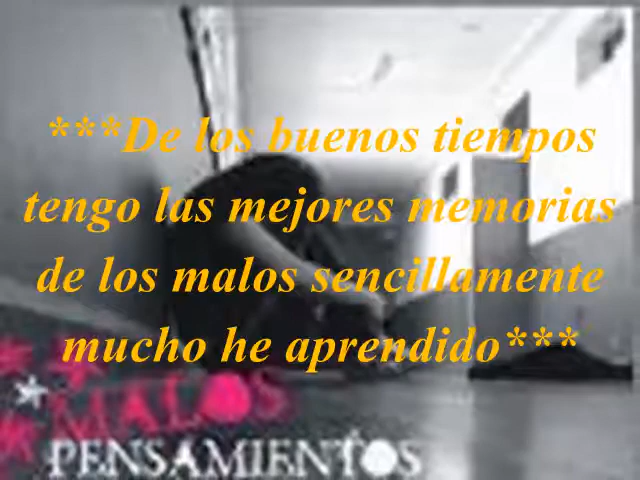 ***De los buenos tiempos
tengo las mejores memorias
de los malos sencillamente
mucho he aprendido***
MALOS
PENSAMIENTOS